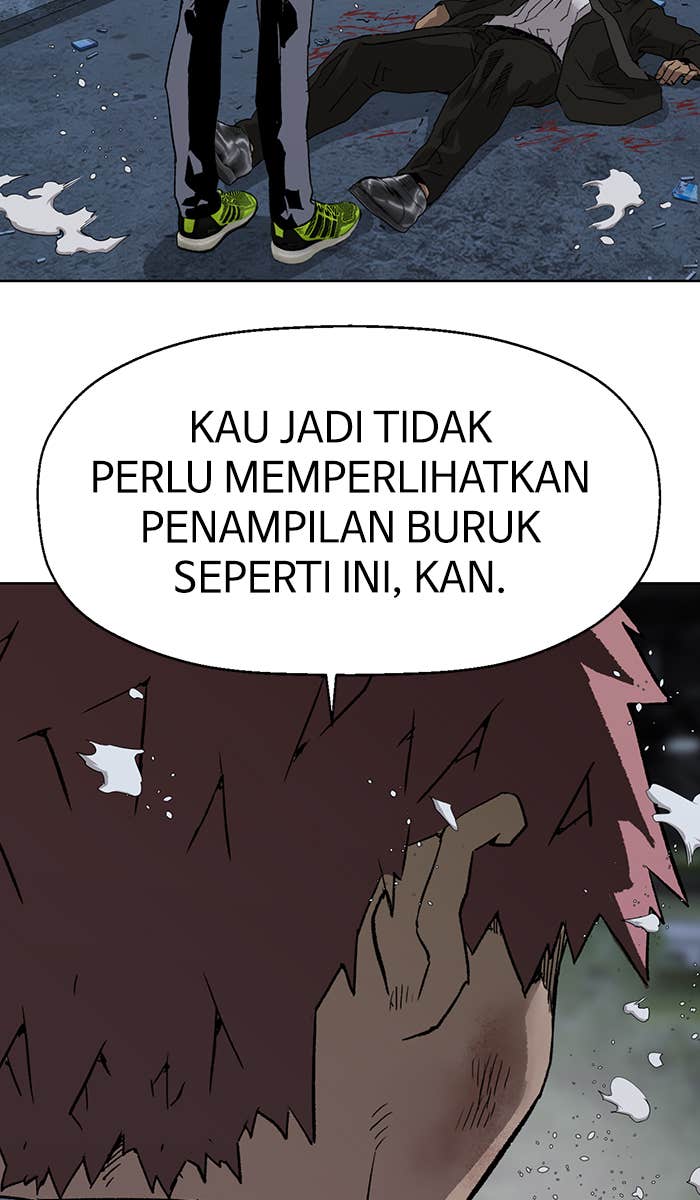 KAU JADI TIDAK
PERLU MEMPERLIHATKAN
PENAMPILAN BURUK
SEPERTI INI, KAN.